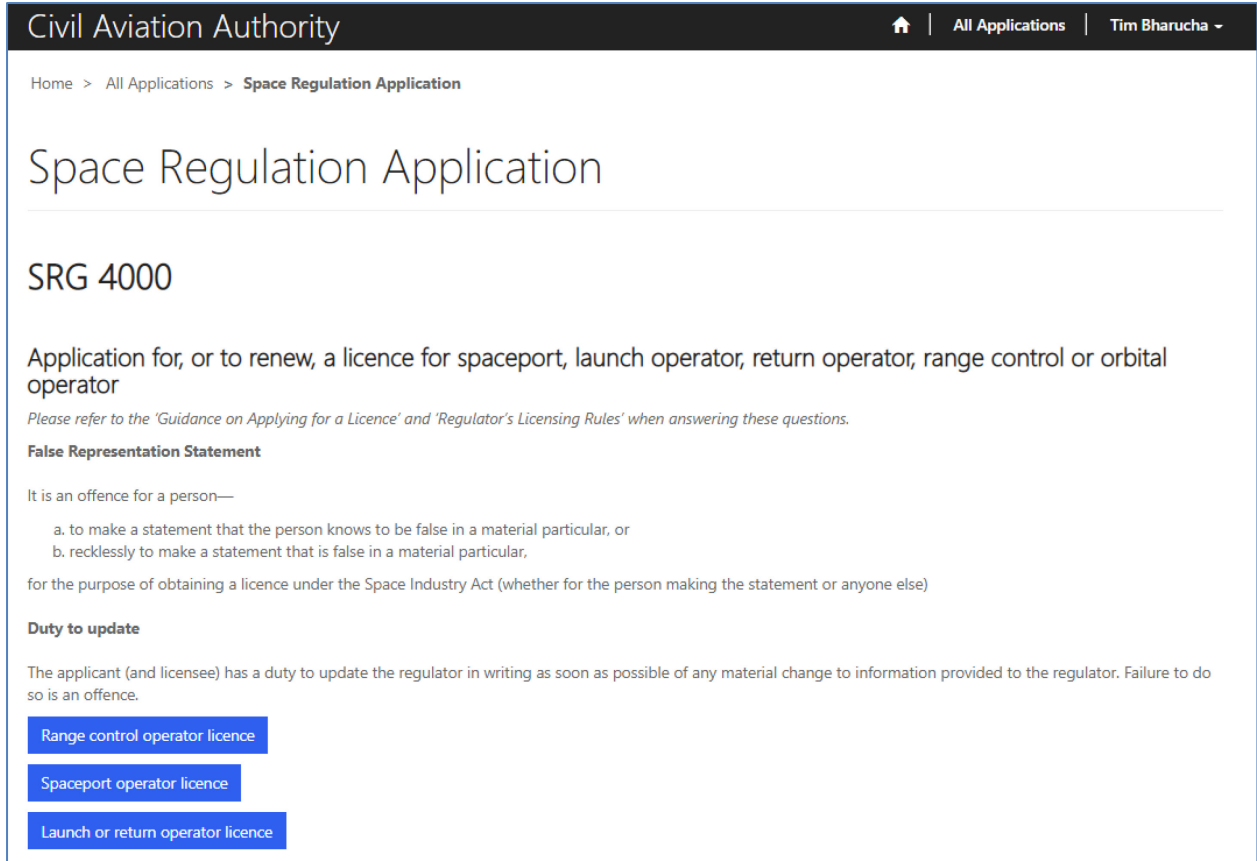 Civil Aviation Authority
All Applications
Tim Bharucha
Home > All Applications > Space Regulation Application
Space Regulation Application
SRG 4000
Application for, or to renew, a licence for spaceport, launch operator, return operator, range control or orbital
operator
Please refer to the 'Guidance on Applying for a Licence' and 'Regulator's Licensing Rules' when answering these questions.
False Representation Statement
It is an offence for a person—
a. to make a statement that the person knows to be false in a material particular, or
b. recklessly to make a statement that is false in a material particular,
for the purpose of obtaining a licence under the Space Industry Act (whether for the person making the statement or anyone else)
Duty to update
The applicant (and licensee) has a duty to update the regulator in writing as soon as possible of any material change to information provided to the regulator. Failure to do
so is an offence.
Range control operator licence
Spaceport operator licence
Launch or return operator licence